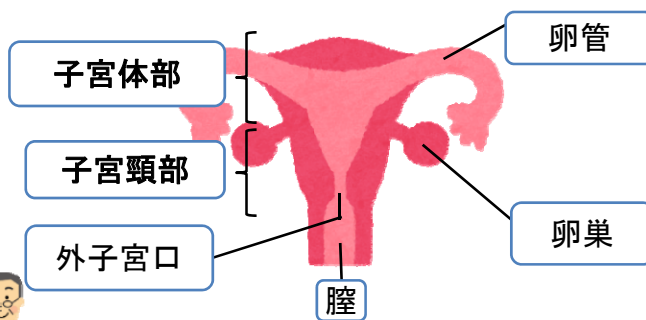 子宮体部
子宮頸部
外子宮口
膣
卵管
卵巣